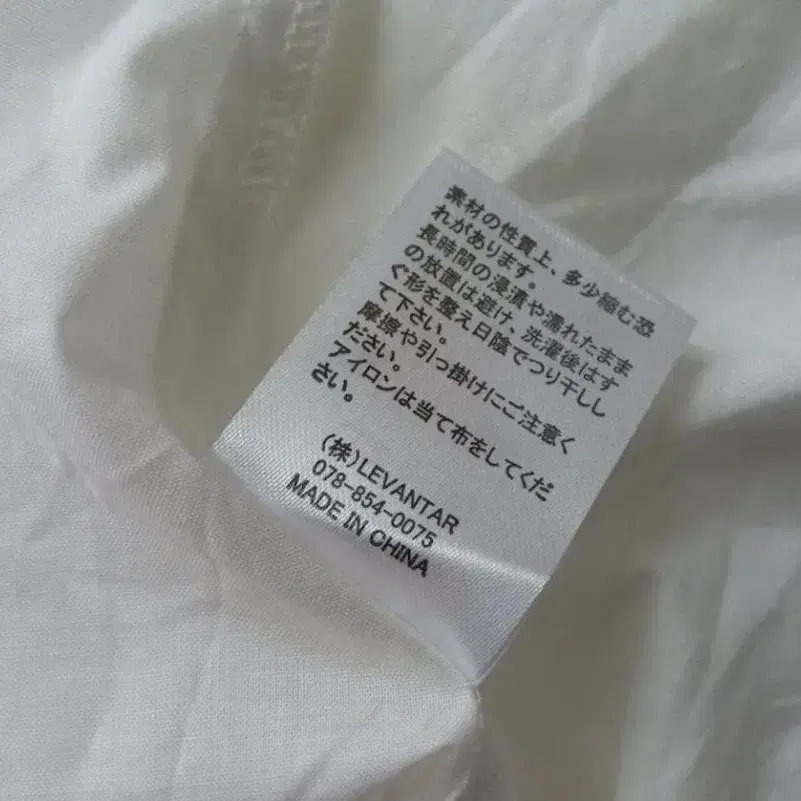 素材の性質上、多少縮む恐
れがあります。
長時間の浸漬や濡れたまま
の放置は避け、洗濯後はす
ぐ形を整え日陰でつり干しし
て下さい。
摩擦や引っ掛けにご注意く
ださい。
アイロンは当て布をしてくだ
さい。
(株)LEVANTAR
078-854-0075
MADE IN CHINA